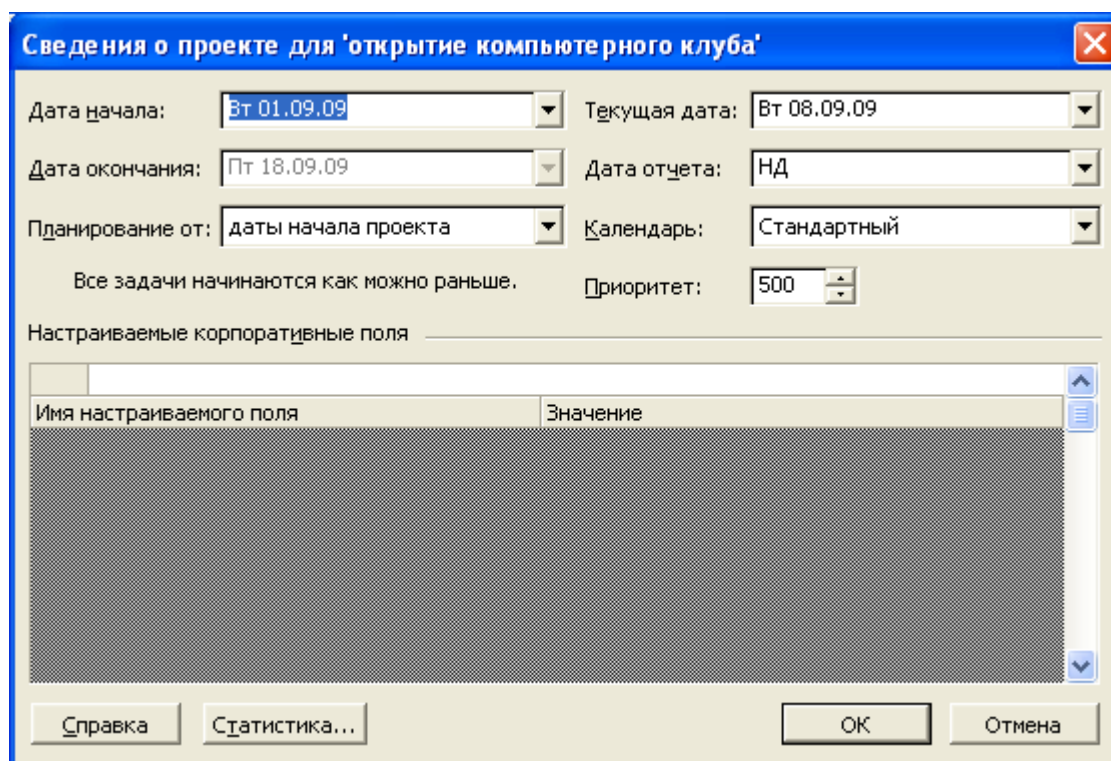 Сведения о проекте для 'открытие компьютерного клуба'
Дата начала: Вт 01.09.09 Текущая дата: Вт 08.09.09
Дата окончания: Пт 18.09.09 Дата отчета: НД
Планирование от: даты начала проекта Календарь: Стандартный
Все задачи начинаются как можно раньше. Приоритет: 500
Настраиваемые корпоративные поля
Имя настраиваемого поля Значение
Справка Статистика... ОК Отмена